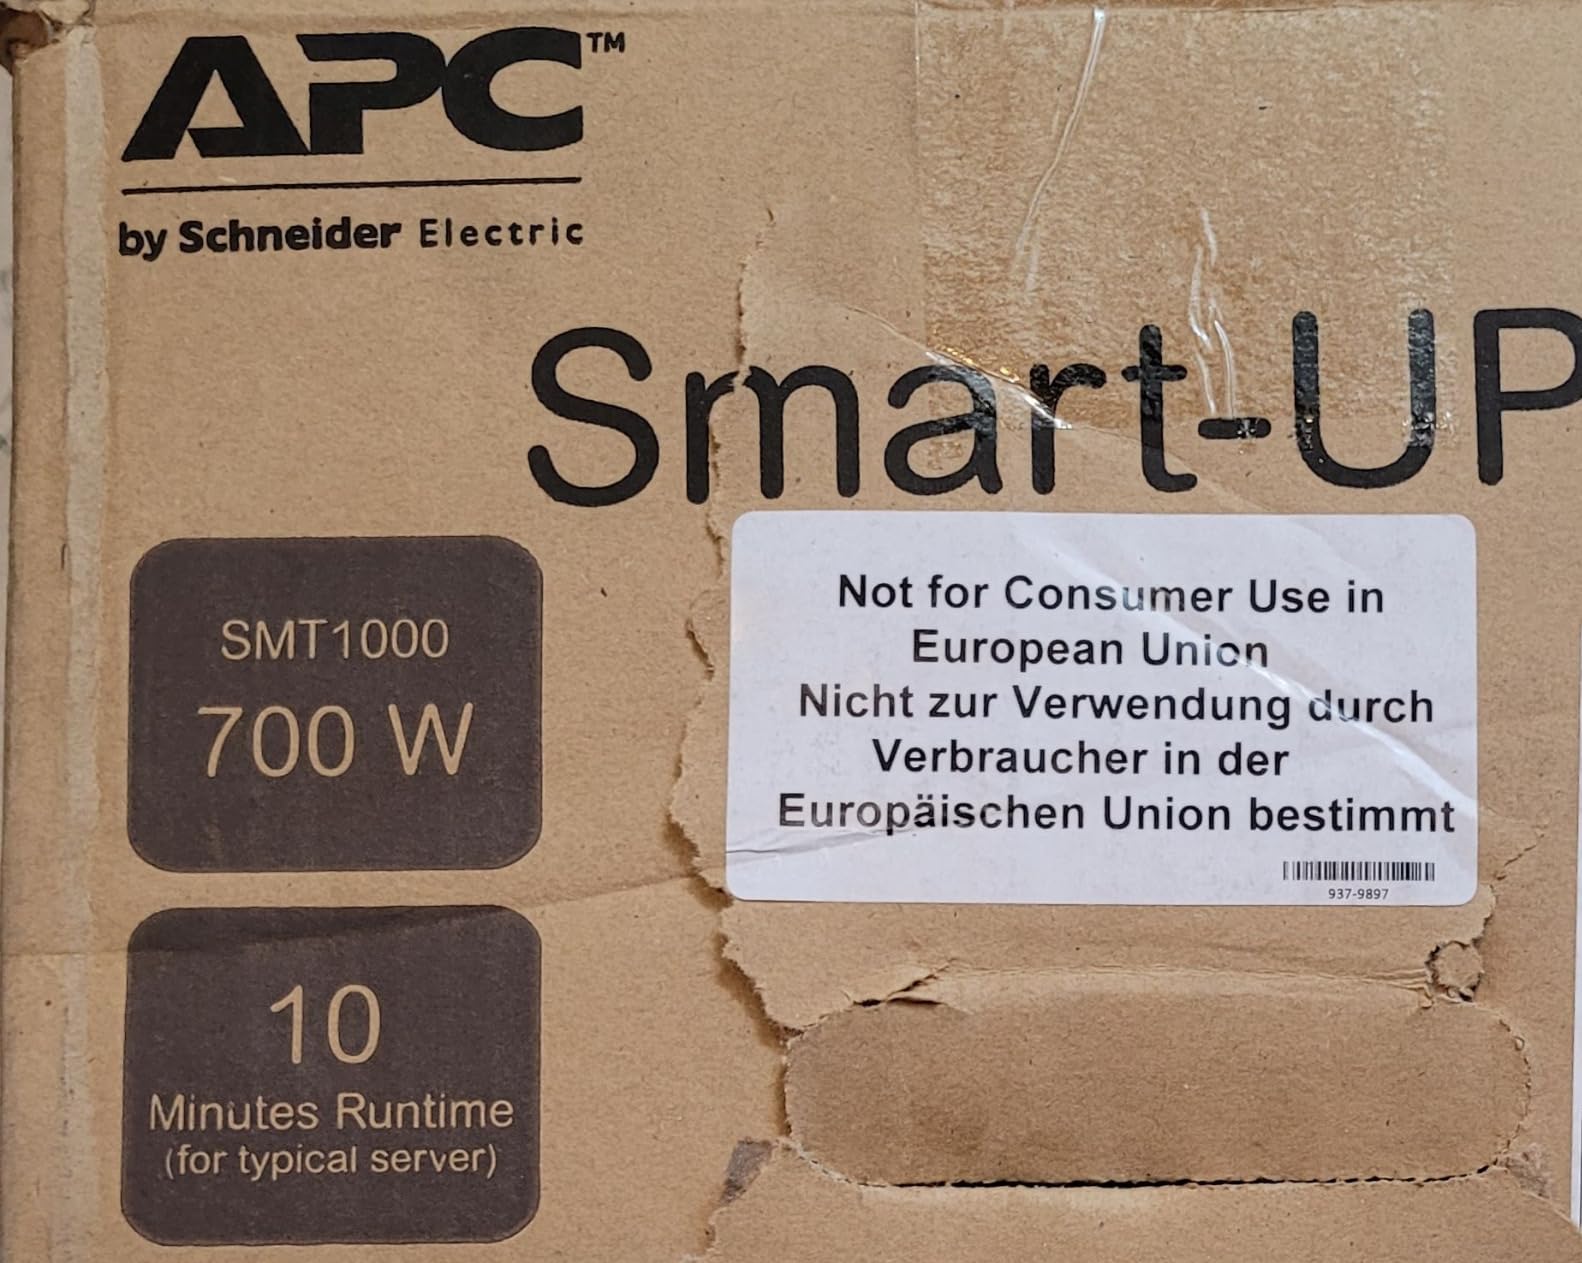 APC™
by Schneider Electric
Smart-UP
SMT1000
700 W
Not for Consumer Use in
European Union
Nicht zur Verwendung durch
Verbraucher in der
Europäischen Union bestimmt
937-9897
10
Minutes Runtime
(for typical server)